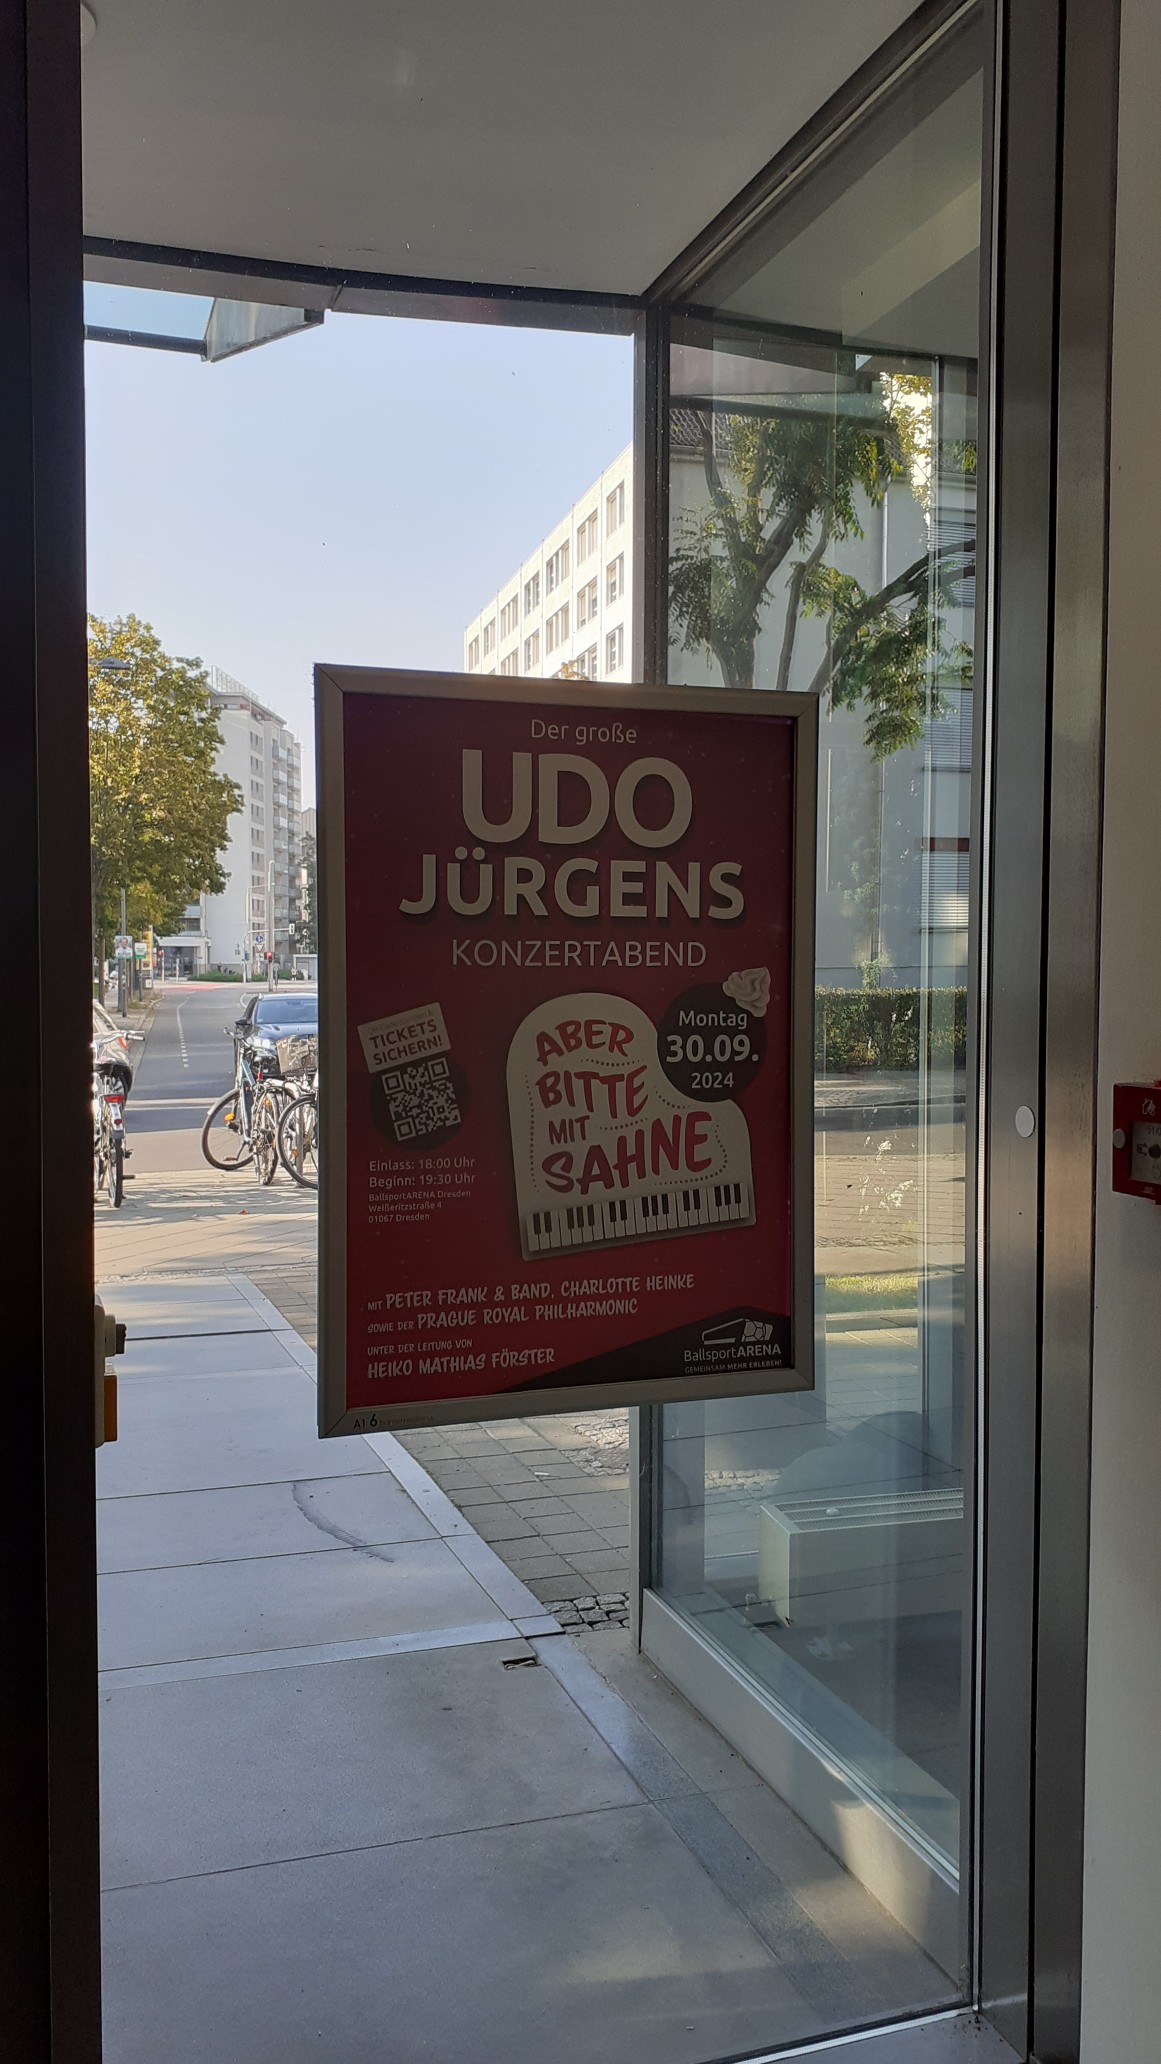 Der große
UDO
JÜRGENS
KONZERTABEND
TICKETS
SICHERN!
Montag
30.09.
2024
ABER
BITTE
MIT
SAHNE
Einlass: 18:00 Uhr
Beginn: 19:30 Uhr
BallsportARENA Dresden
Weißeritzstraße 4
01067 Dresden
MIT PETER FRANK & BAND, CHARLOTTE HEINKE
SOWIE DER PRAGUE ROYAL PHILHARMONIC
UNTER DER LEITUNG VON
HEIKO MATHIAS FÖRSTER
BallsportARENA
GEMEINSAM MEHR ERLEBEN!
A1 6